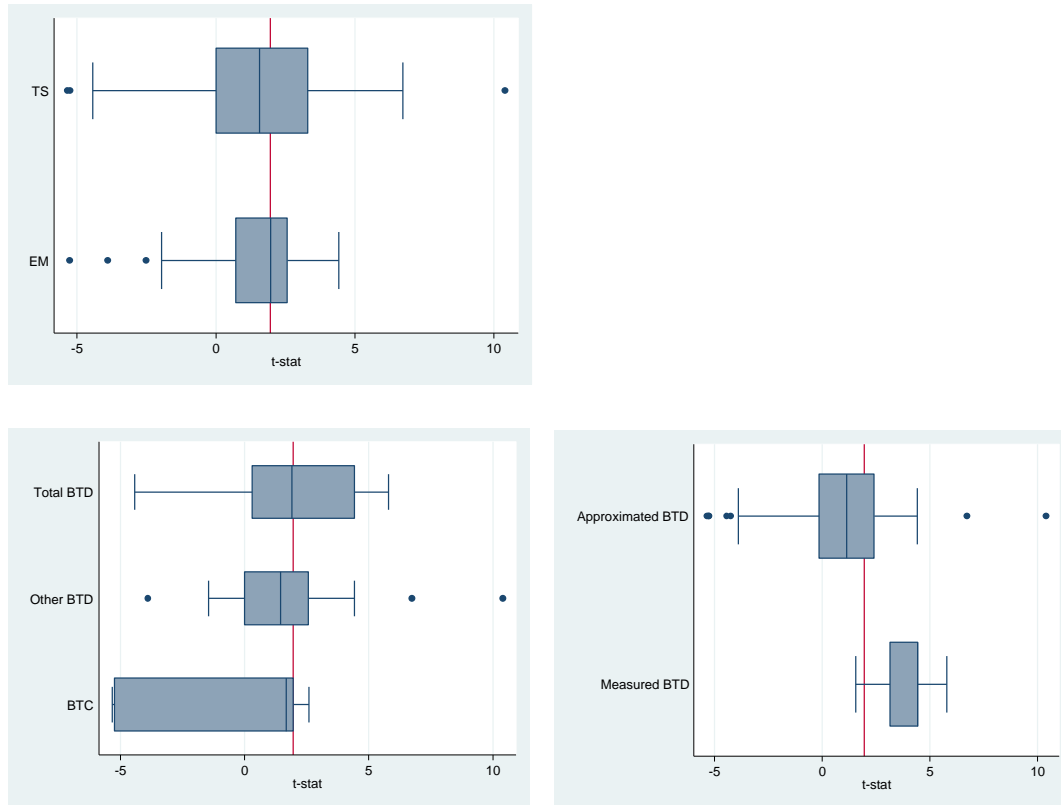 TS
EM
-5 0 5 10
t-stat
Total BTD
Other BTD
BTC
-5 0 5 10
t-stat
Approximated BTD
Measured BTD
-5 0 5 10
t-stat